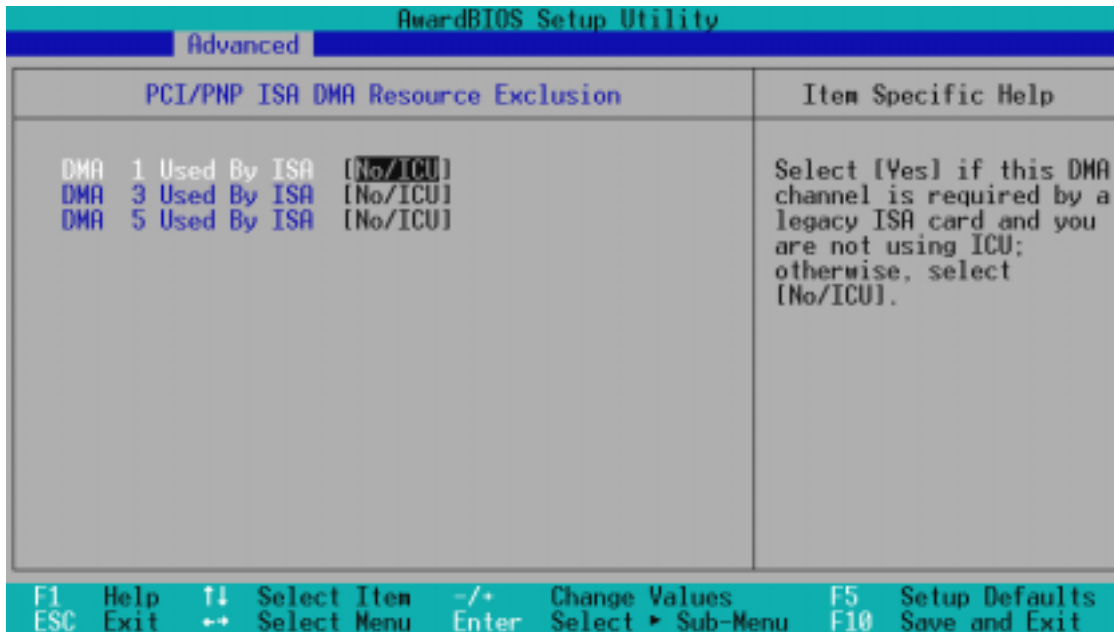 AwardBIOS Setup Utility
Advanced
PCI/PNP ISA DMA Resource Exclusion
DMA 1 Used By ISA [No/ICU]
DMA 3 Used By ISA [No/ICU]
DMA 5 Used By ISA [No/ICU]
Item Specific Help
Select [Yes] if this DMA
channel is required by a
legacy ISA card and you
are not using ICU;
otherwise, select
[No/ICU].
F1 Help ↑↓ Select Item -/+ Change Values F5 Setup Defaults
ESC Exit ←→ Select Menu Enter Select ► Sub-Menu F10 Save and Exit